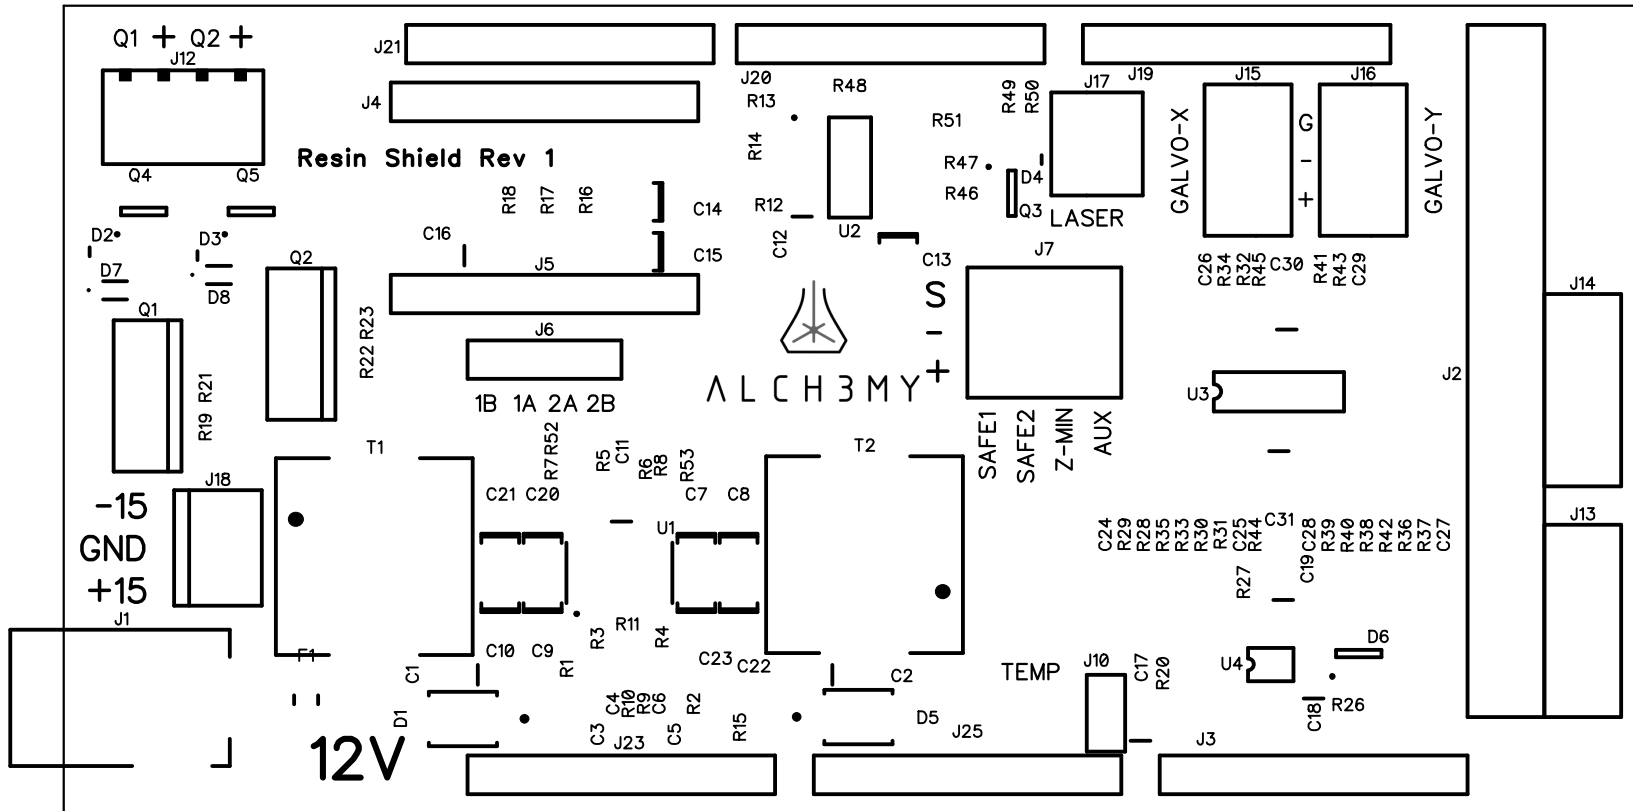 Q1 + Q2 +
J12
J21
J20
J19
J15
J16
J4
R13
R48
R49
R50
J17
R51
R14
GALVO-X
G
-
+
GALVO-Y
Resin Shield Rev 1
Q4
Q5
R47
D4
R46
Q3
LASER
R18
R17
R16
C14
R12
U2
D2
D3
C16
C12
C15
C13
J7
D7
D8
Q2
J5
C26
R34
R32
R45
C30
R41
R43
C29
J14
Q1
R23
R22
J6
S
-
+
ALCH3MY
R21
R19
1B 1A 2A 2B
U3
J2
SAFE1
SAFE2
Z-MIN
AUX
T1
R52
R7
R5
C11
R6
R8
R53
T2
J18
C21
C20
C7
C8
-15
GND
+15
U1
C24
R29
R28
R35
R33
R30
R31
C25
R44
C31
C28
R39
R40
R38
R42
R36
R37
C27
J13
R27
C19
J1
R3
R11
R4
F1
C10
C9
R1
C23
C22
C1
C2
TEMP
J10
C17
R20
U4
D6
D1
C4
R10
R9
C6
R2
C3
C5
R15
D5
J25
C18
R26
12V
J23
J3